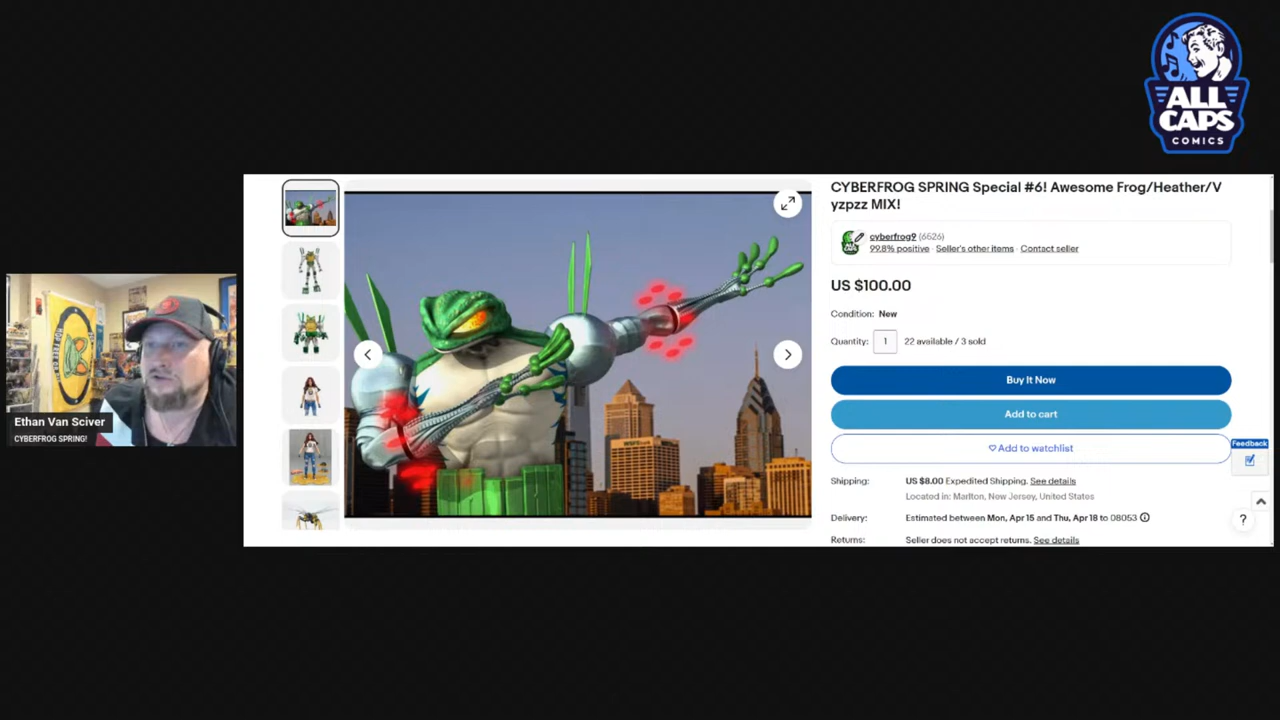 ALL
CAPS
COMICS
CYBERFROG SPRING Special #6! Awesome Frog/Heather/V
yzpzz MIX!
cyberfrog9 (6626)
99.8% positive · Seller's other items · Contact seller
US $100.00
Condition: New
Quantity: 1 22 available / 3 sold
Buy It Now
Add to cart
Add to watchlist
Feedback
Shipping: US $8.00 Expedited Shipping. See details
Located in: Marlton, New Jersey, United States
Delivery: Estimated between Mon, Apr 15 and Thu, Apr 18 to 08053
?
Returns: Seller does not accept returns. See details
Ethan Van Sciver
CYBERFROG SPRING!